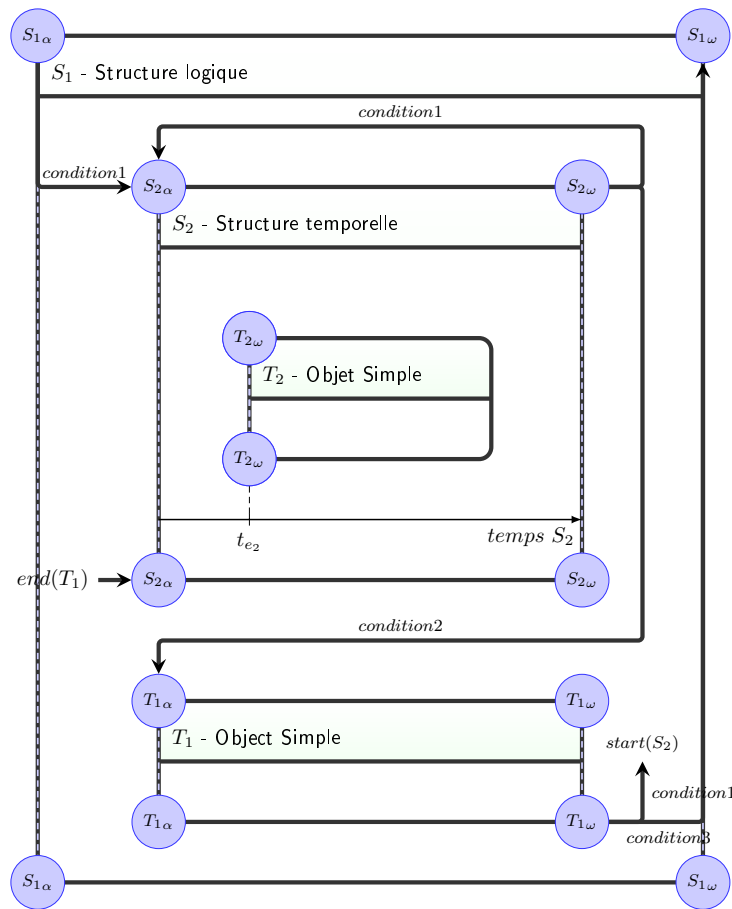 S1α S1ω
S1 - Structure logique
condition1
condition1
S2α S2ω
S2 - Structure temporelle
T2ω
T2 - Objet Simple
T2ω
te2 temps S2
end(T1) S2α S2ω
condition2
T1α T1ω
T1 - Object Simple
start(S2)
condition1
T1α T1ω
condition3
S1α S1ω